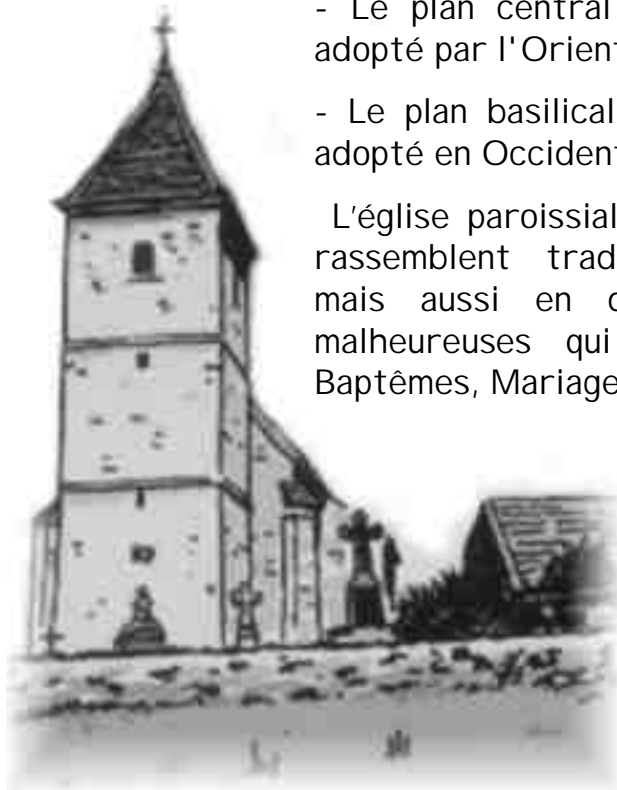 - Le plan central
adopté par l'Orient
- Le plan basilical
adopté en Occident
L'église paroissial
rassemblent trad
mais aussi en
malheureuses qui
Baptêmes, Mariage